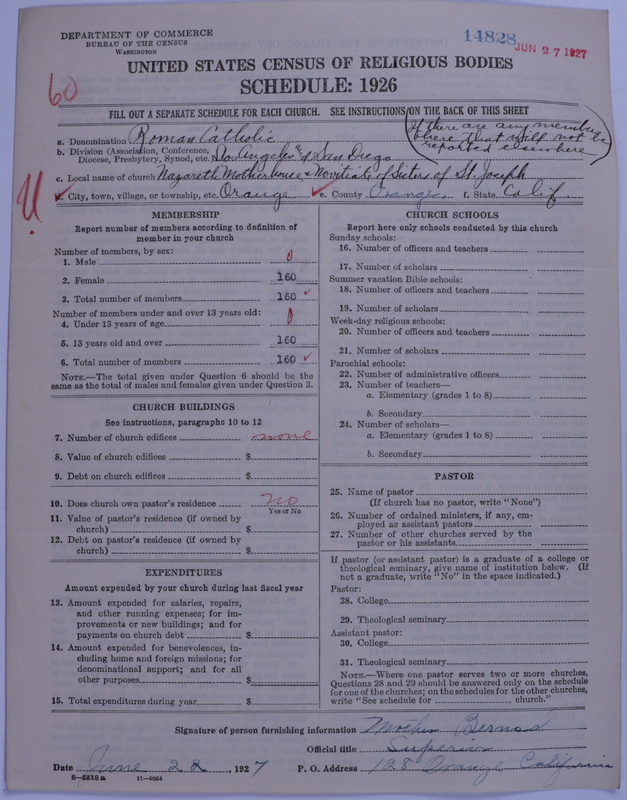 DEPARTMENT OF COMMERCE
BUREAU OF THE CENSUS
WASHINGTON
14828
JUN 27 1927
UNITED STATES CENSUS OF RELIGIOUS BODIES
SCHEDULE: 1926
60
FILL OUT A SEPARATE SCHEDULE FOR EACH CHURCH. SEE INSTRUCTIONS ON THE BACK OF THIS SHEET
If there are any members
here that will not be
reported elsewhere
a. Denomination Roman Catholic
b. Division (Association, Conference,
Diocese, Presbytery, Synod, etc. Los Angeles & San Diego
c. Local name of church Nazareth Motherhouse & Novitiate of Sisters of St. Joseph
d. City, town, village, or township, etc. Orange e. County Orange f. State Calif.
MEMBERSHIP
Report number of members according to definition of
member in your church
Number of members, by sex:
1. Male 0
2. Female 160
3. Total number of members 160
Number of members under and over 13 years old:
4. Under 13 years of age 0
5. 13 years old and over 160
6. Total number of members 160
NOTE.—The total given under Question 6 should be the
same as the total of males and females given under Question 3.
CHURCH BUILDINGS
See instructions, paragraphs 10 to 12
7. Number of church edifices none
8. Value of church edifices $
9. Debt on church edifices $
10. Does church own pastor's residence No
Yes or No
11. Value of pastor's residence (if owned by
church) $
12. Debt on pastor's residence (if owned by
church) $
EXPENDITURES
Amount expended by your church during last fiscal year
13. Amount expended for salaries, repairs,
and other running expenses; for im-
provements or new buildings; and for
payments on church debt $
14. Amount expended for benevolences, in-
cluding home and foreign missions; for
denominational support; and for all
other purposes $
15. Total expenditures during year $
CHURCH SCHOOLS
Report here only schools conducted by this church
Sunday schools:
16. Number of officers and teachers
17. Number of scholars
Summer vacation Bible schools:
18. Number of officers and teachers
19. Number of scholars
Week-day religious schools:
20. Number of officers and teachers
21. Number of scholars
Parochial schools:
22. Number of administrative officers
23. Number of teachers—
a. Elementary (grades 1 to 8)
b. Secondary
24. Number of scholars—
a. Elementary (grades 1 to 8)
b. Secondary
PASTOR
25. Name of pastor
(If church has no pastor, write "None")
26. Number of ordained ministers, if any, em-
ployed as assistant pastors
27. Number of other churches served by the
pastor or his assistants
If pastor (or assistant pastor) is a graduate of a college or
theological seminary, give name of institution below. (If
not a graduate, write "No" in the space indicated.)
Pastor:
28. College
29. Theological seminary
Assistant pastor:
30. College
31. Theological seminary
NOTE.—Where one pastor serves two or more churches,
Questions 28 and 29 should be answered only on the schedule
for one of the churches; on the schedules for the other churches,
write "See schedule for church."
Signature of person furnishing information Mother Bernard
Official title Superior
Date June 22, 1927 P. O. Address 128 Orange California
8—5316 a 11—9054